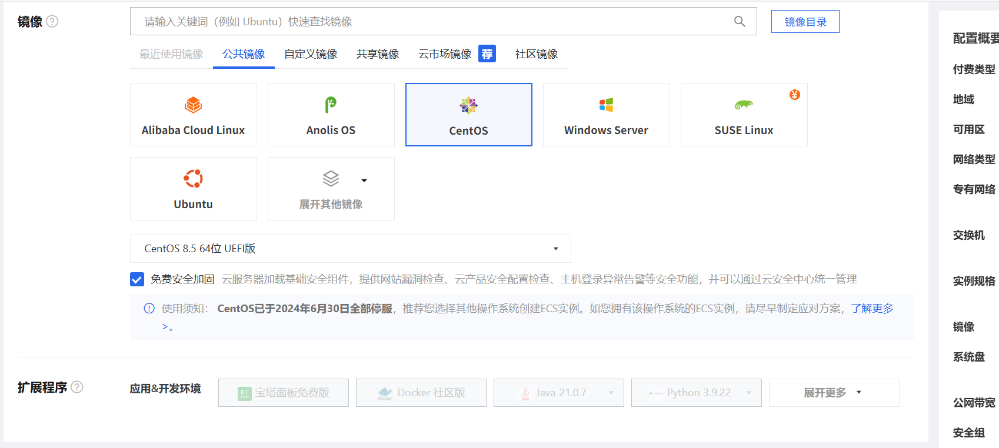 镜像
请输入关键词（例如 Ubuntu）快速查找镜像
镜像目录
最近使用镜像 公共镜像 自定义镜像 共享镜像 云市场镜像 荐 社区镜像
Alibaba Cloud Linux
Anolis OS
CentOS
Windows Server
¥
SUSE Linux
Ubuntu
展开其他镜像
CentOS 8.5 64位 UEFI版
免费安全加固 云服务器加载基础安全组件，提供网站漏洞检查、云产品安全配置检查、主机登录异常告警等安全功能，并可以通过云安全中心统一管理
使用须知： CentOS已于2024年6月30日全部停服，推荐您选择其他操作系统创建ECS实例。如您拥有该操作系统的ECS实例，请尽早制定应对方案，了解更多
>。
扩展程序
应用&开发环境
BT 宝塔面板免费版
docker Docker 社区版
Java 21.0.7
Python 3.9.22
展开更多
配置概要
付费类型
地域
可用区
网络类型
专有网络
交换机
实例规格
镜像
系统盘
公网带宽
安全组